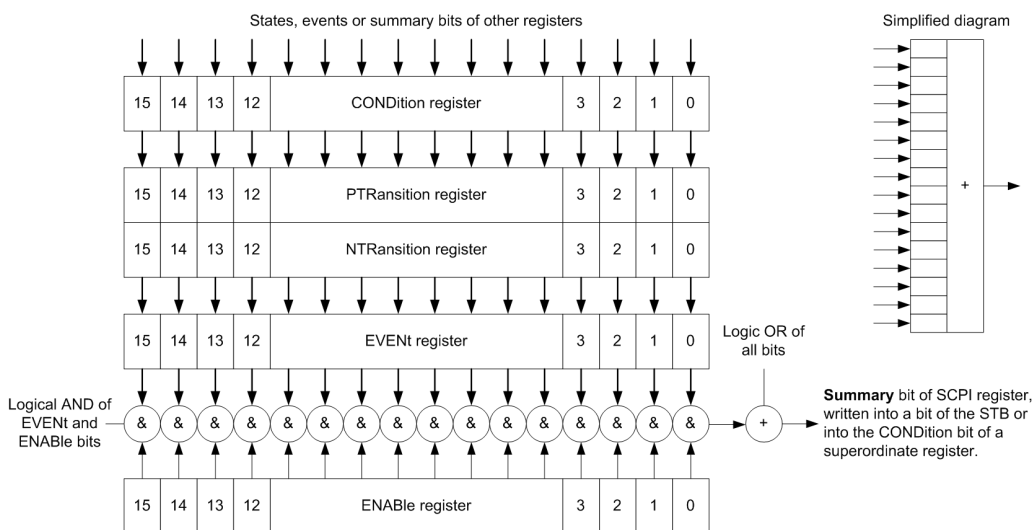 States, events or summary bits of other registers
Simplified diagram
15 14 13 12 CONDition register 3 2 1 0
15 14 13 12 PTRansition register 3 2 1 0
+
15 14 13 12 NTRansition register 3 2 1 0
15 14 13 12 EVENt register 3 2 1 0
Logic OR of
all bits
Logical AND of
EVENt and
ENABle bits
& & & & & & & & & & & & & & & &
+
Summary bit of SCPI register,
written into a bit of the STB or
into the CONDition bit of a
superordinate register.
15 14 13 12 ENABle register 3 2 1 0